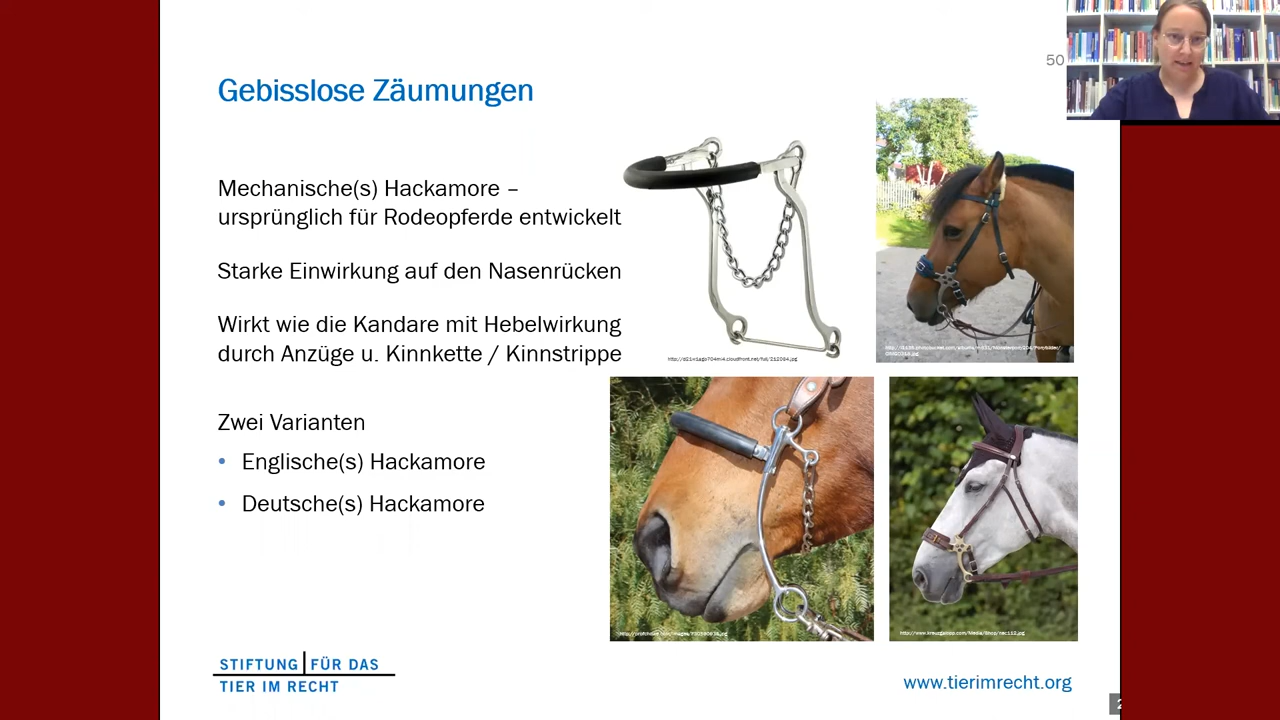 50
Gebisslose Zäumungen
Mechanische(s) Hackamore –
ursprünglich für Rodeopferde entwickelt
Starke Einwirkung auf den Nasenrücken
Wirkt wie die Kandare mit Hebelwirkung
durch Anzüge u. Kinnkette / Kinnstrippe
Zwei Varianten
• Englische(s) Hackamore
• Deutsche(s) Hackamore
STIFTUNG FÜR DAS
TIER IM RECHT
www.tierimrecht.org